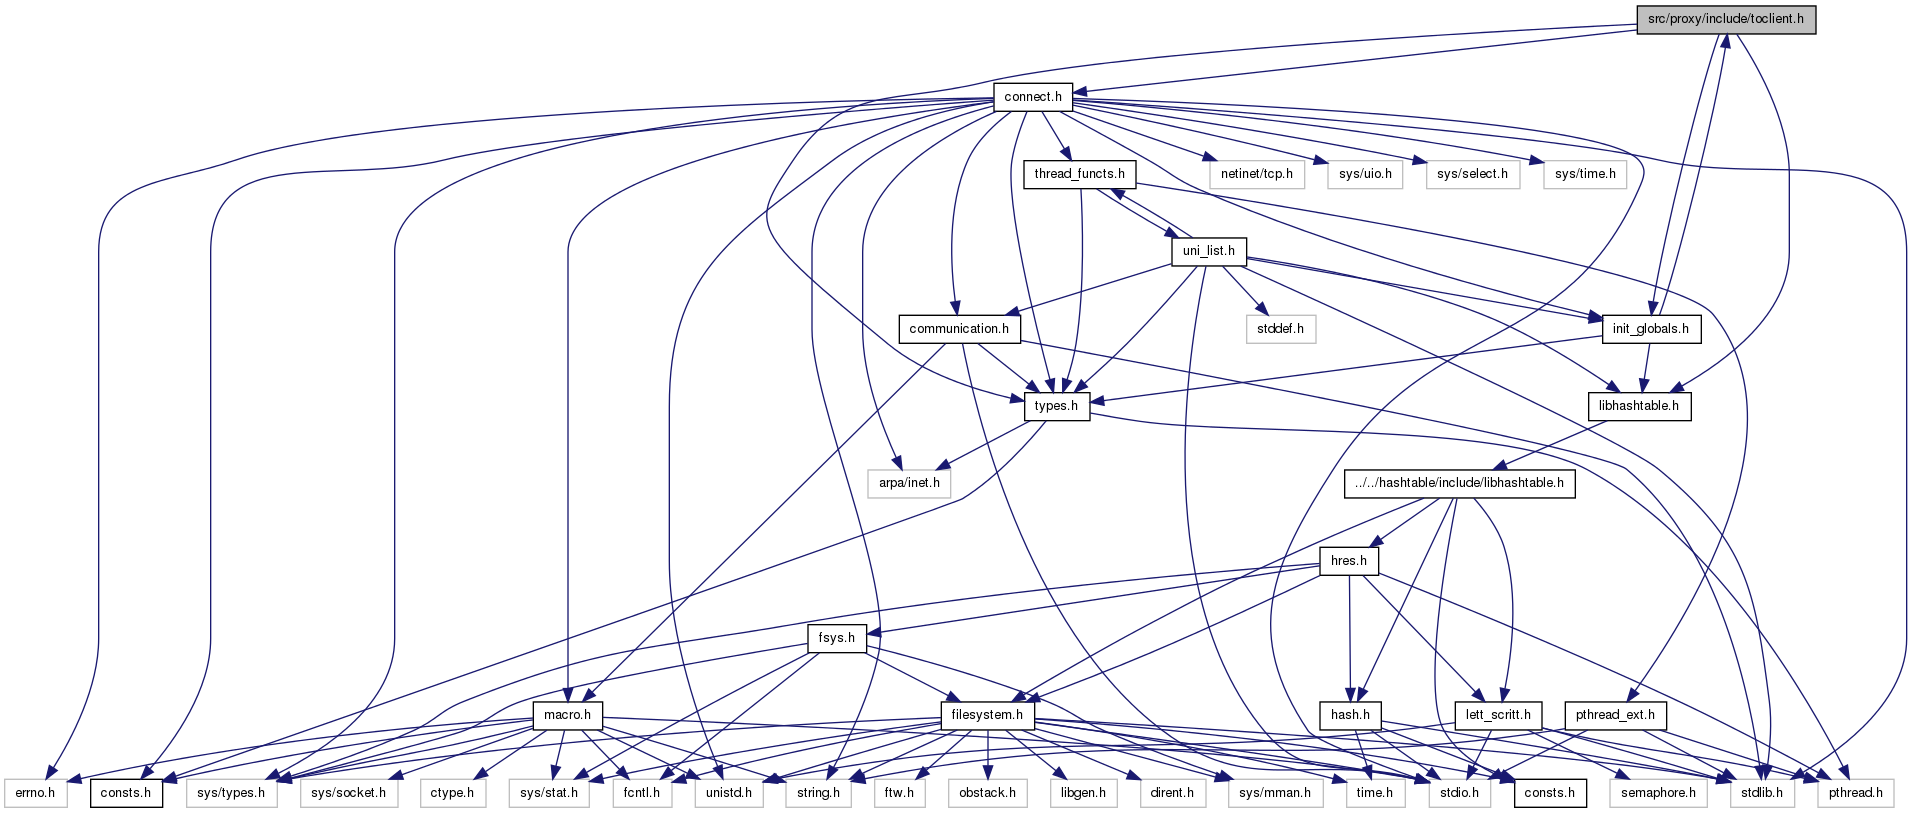 src/proxy/include/toclient.h
connect.h
thread_functs.h
netinet/tcp.h
sys/uio.h
sys/select.h
sys/time.h
uni_list.h
communication.h
stddef.h
init_globals.h
types.h
libhashtable.h
arpa/inet.h
../../hashtable/include/libhashtable.h
hres.h
fsys.h
macro.h
filesystem.h
hash.h
lett_scritt.h
pthread_ext.h
errno.h
consts.h
sys/types.h
sys/socket.h
ctype.h
sys/stat.h
fcntl.h
unistd.h
string.h
ftw.h
obstack.h
libgen.h
dirent.h
sys/mman.h
time.h
stdio.h
consts.h
semaphore.h
stdlib.h
pthread.h